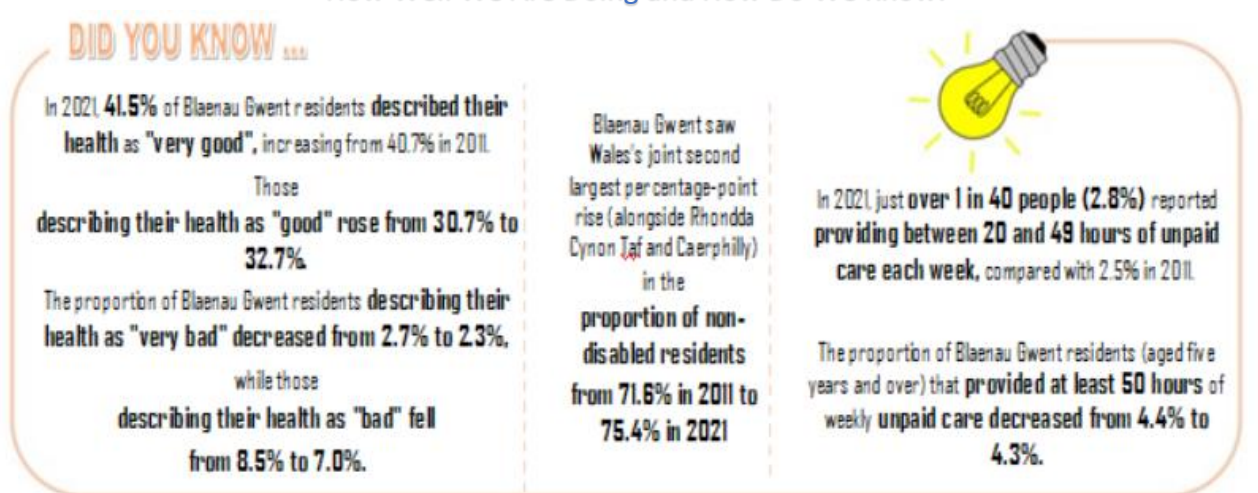 DID YOU KNOW ...
In 2021, 41.5% of Blaenau Gwent residents described their
health as "very good", increasing from 40.7% in 2011.
Those
describing their health as "good" rose from 30.7% to
32.7%.
The proportion of Blaenau Gwent residents describing their
health as "very bad" decreased from 2.7% to 2.3%,
while those
describing their health as "bad" fell
from 8.5% to 7.0%.
Blaenau Gwent saw
Wales's joint second
largest percentage-point
rise (alongside Rhondda
Cynon Taf and Caerphilly)
in the
proportion of non-
disabled residents
from 71.6% in 2011 to
75.4% in 2021
In 2021, just over 1 in 40 people (2.8%) reported
providing between 20 and 49 hours of unpaid
care each week, compared with 2.5% in 2011.
The proportion of Blaenau Gwent residents (aged five
years and over) that provided at least 50 hours of
weekly unpaid care decreased from 4.4% to
4.3%.